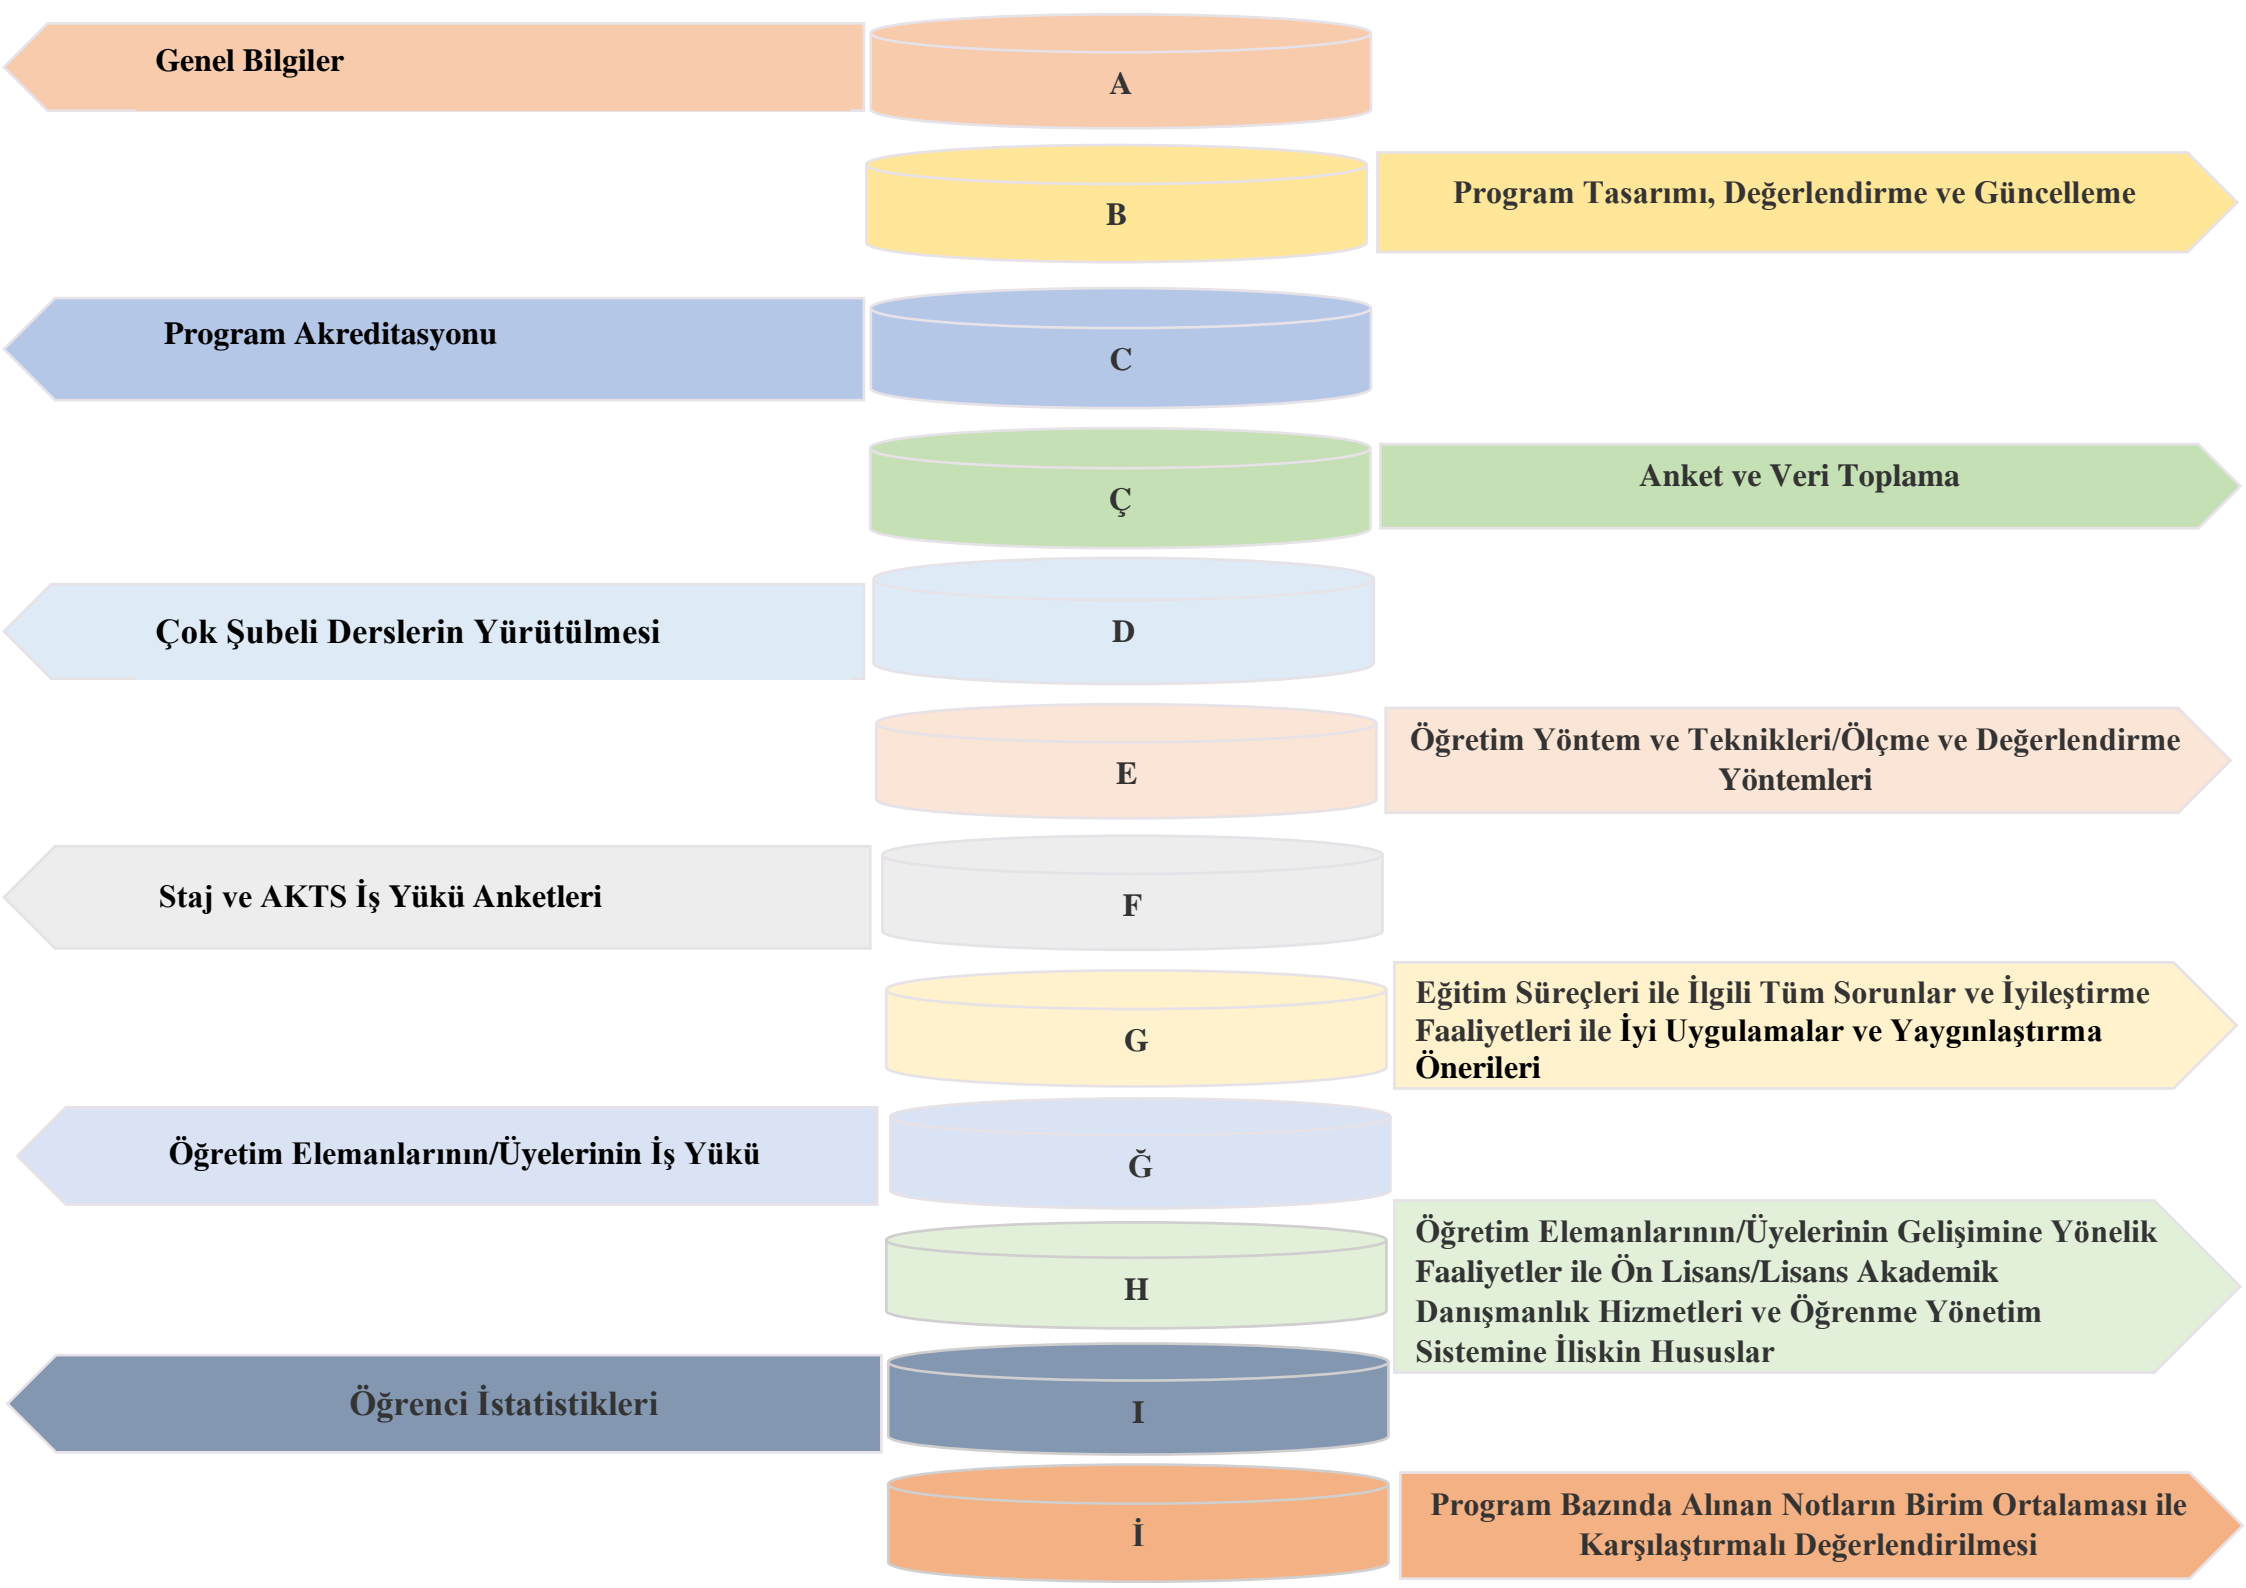 Genel Bilgiler
A
B
Program Tasarımı, Değerlendirme ve Güncelleme
Program Akreditasyonu
C
Ç
Anket ve Veri Toplama
Çok Şubeli Derslerin Yürütülmesi
D
E
Öğretim Yöntem ve Teknikleri/Ölçme ve Değerlendirme
Yöntemleri
Staj ve AKTS İş Yükü Anketleri
F
G
Eğitim Süreçleri ile İlgili Tüm Sorunlar ve İyileştirme
Faaliyetleri ile İyi Uygulamalar ve Yaygınlaştırma
Önerileri
Öğretim Elemanlarının/Üyelerinin İş Yükü
Ğ
H
Öğretim Elemanlarının/Üyelerinin Gelişimine Yönelik
Faaliyetler ile Ön Lisans/Lisans Akademik
Danışmanlık Hizmetleri ve Öğrenme Yönetim
Sistemine İliskin Hususlar
Öğrenci İstatistikleri
I
İ
Program Bazında Alınan Notların Birim Ortalaması ile
Karşılaştırmalı Değerlendirilmesi